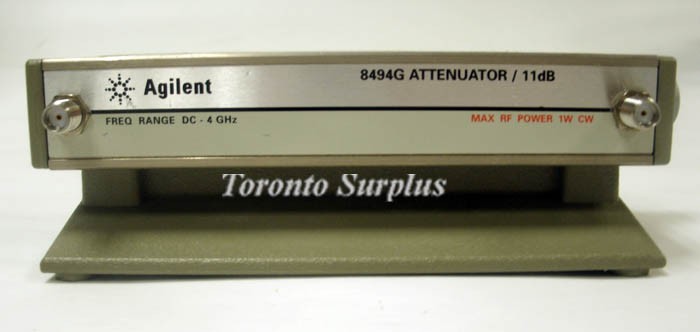 Agilent
8494G ATTENUATOR / 11dB
FREQ RANGE DC - 4 GHz
MAX RF POWER 1W CW
Toronto Surplus